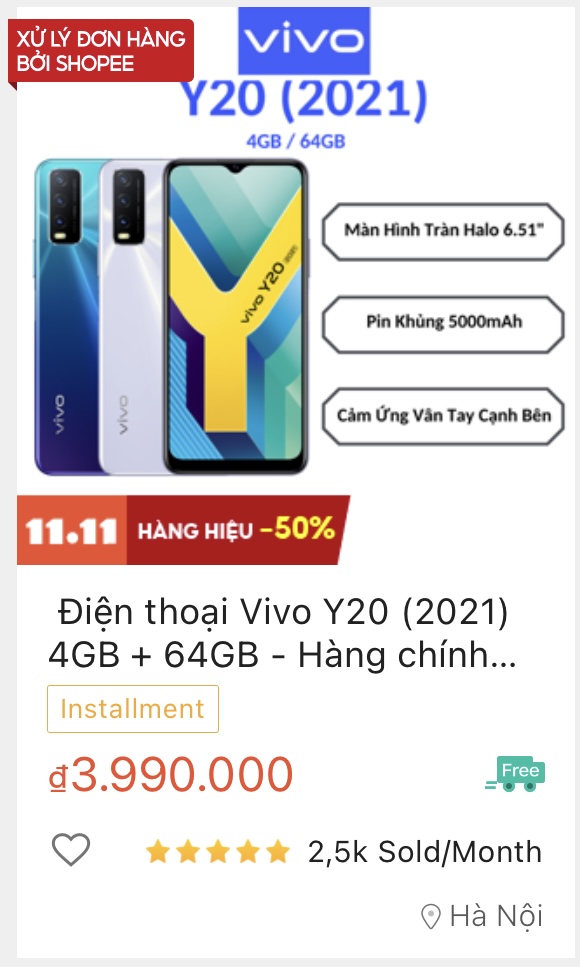 XỬ LÝ ĐƠN HÀNG
BỞI SHOPEE
vivo
Y20 (2021)
4GB / 64GB
Màn Hình Tràn Halo 6.51"
Pin Khủng 5000mAh
Cảm Ứng Vân Tay Cạnh Bên
vivo
vivo
vivo Y20 2021
11.11 HÀNG HIỆU -50%
Điện thoại Vivo Y20 (2021)
4GB + 64GB - Hàng chính...
Installment
₫3.990.000
Free
2,5k Sold/Month
Hà Nội